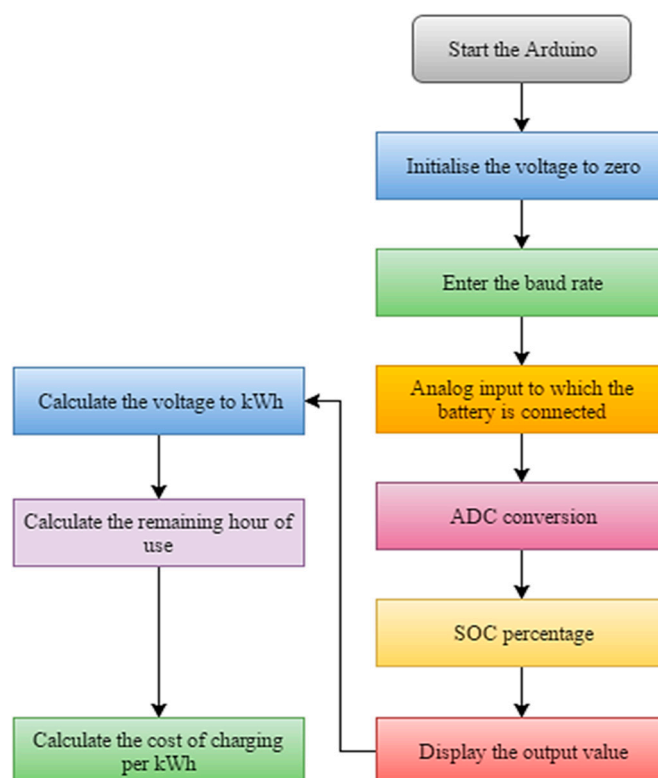 Start the Arduino
Initialise the voltage to zero
Enter the baud rate
Analog input to which the
battery is connected
ADC conversion
SOC percentage
Display the output value
Calculate the voltage to kWh
Calculate the remaining hour of
use
Calculate the cost of charging
per kWh